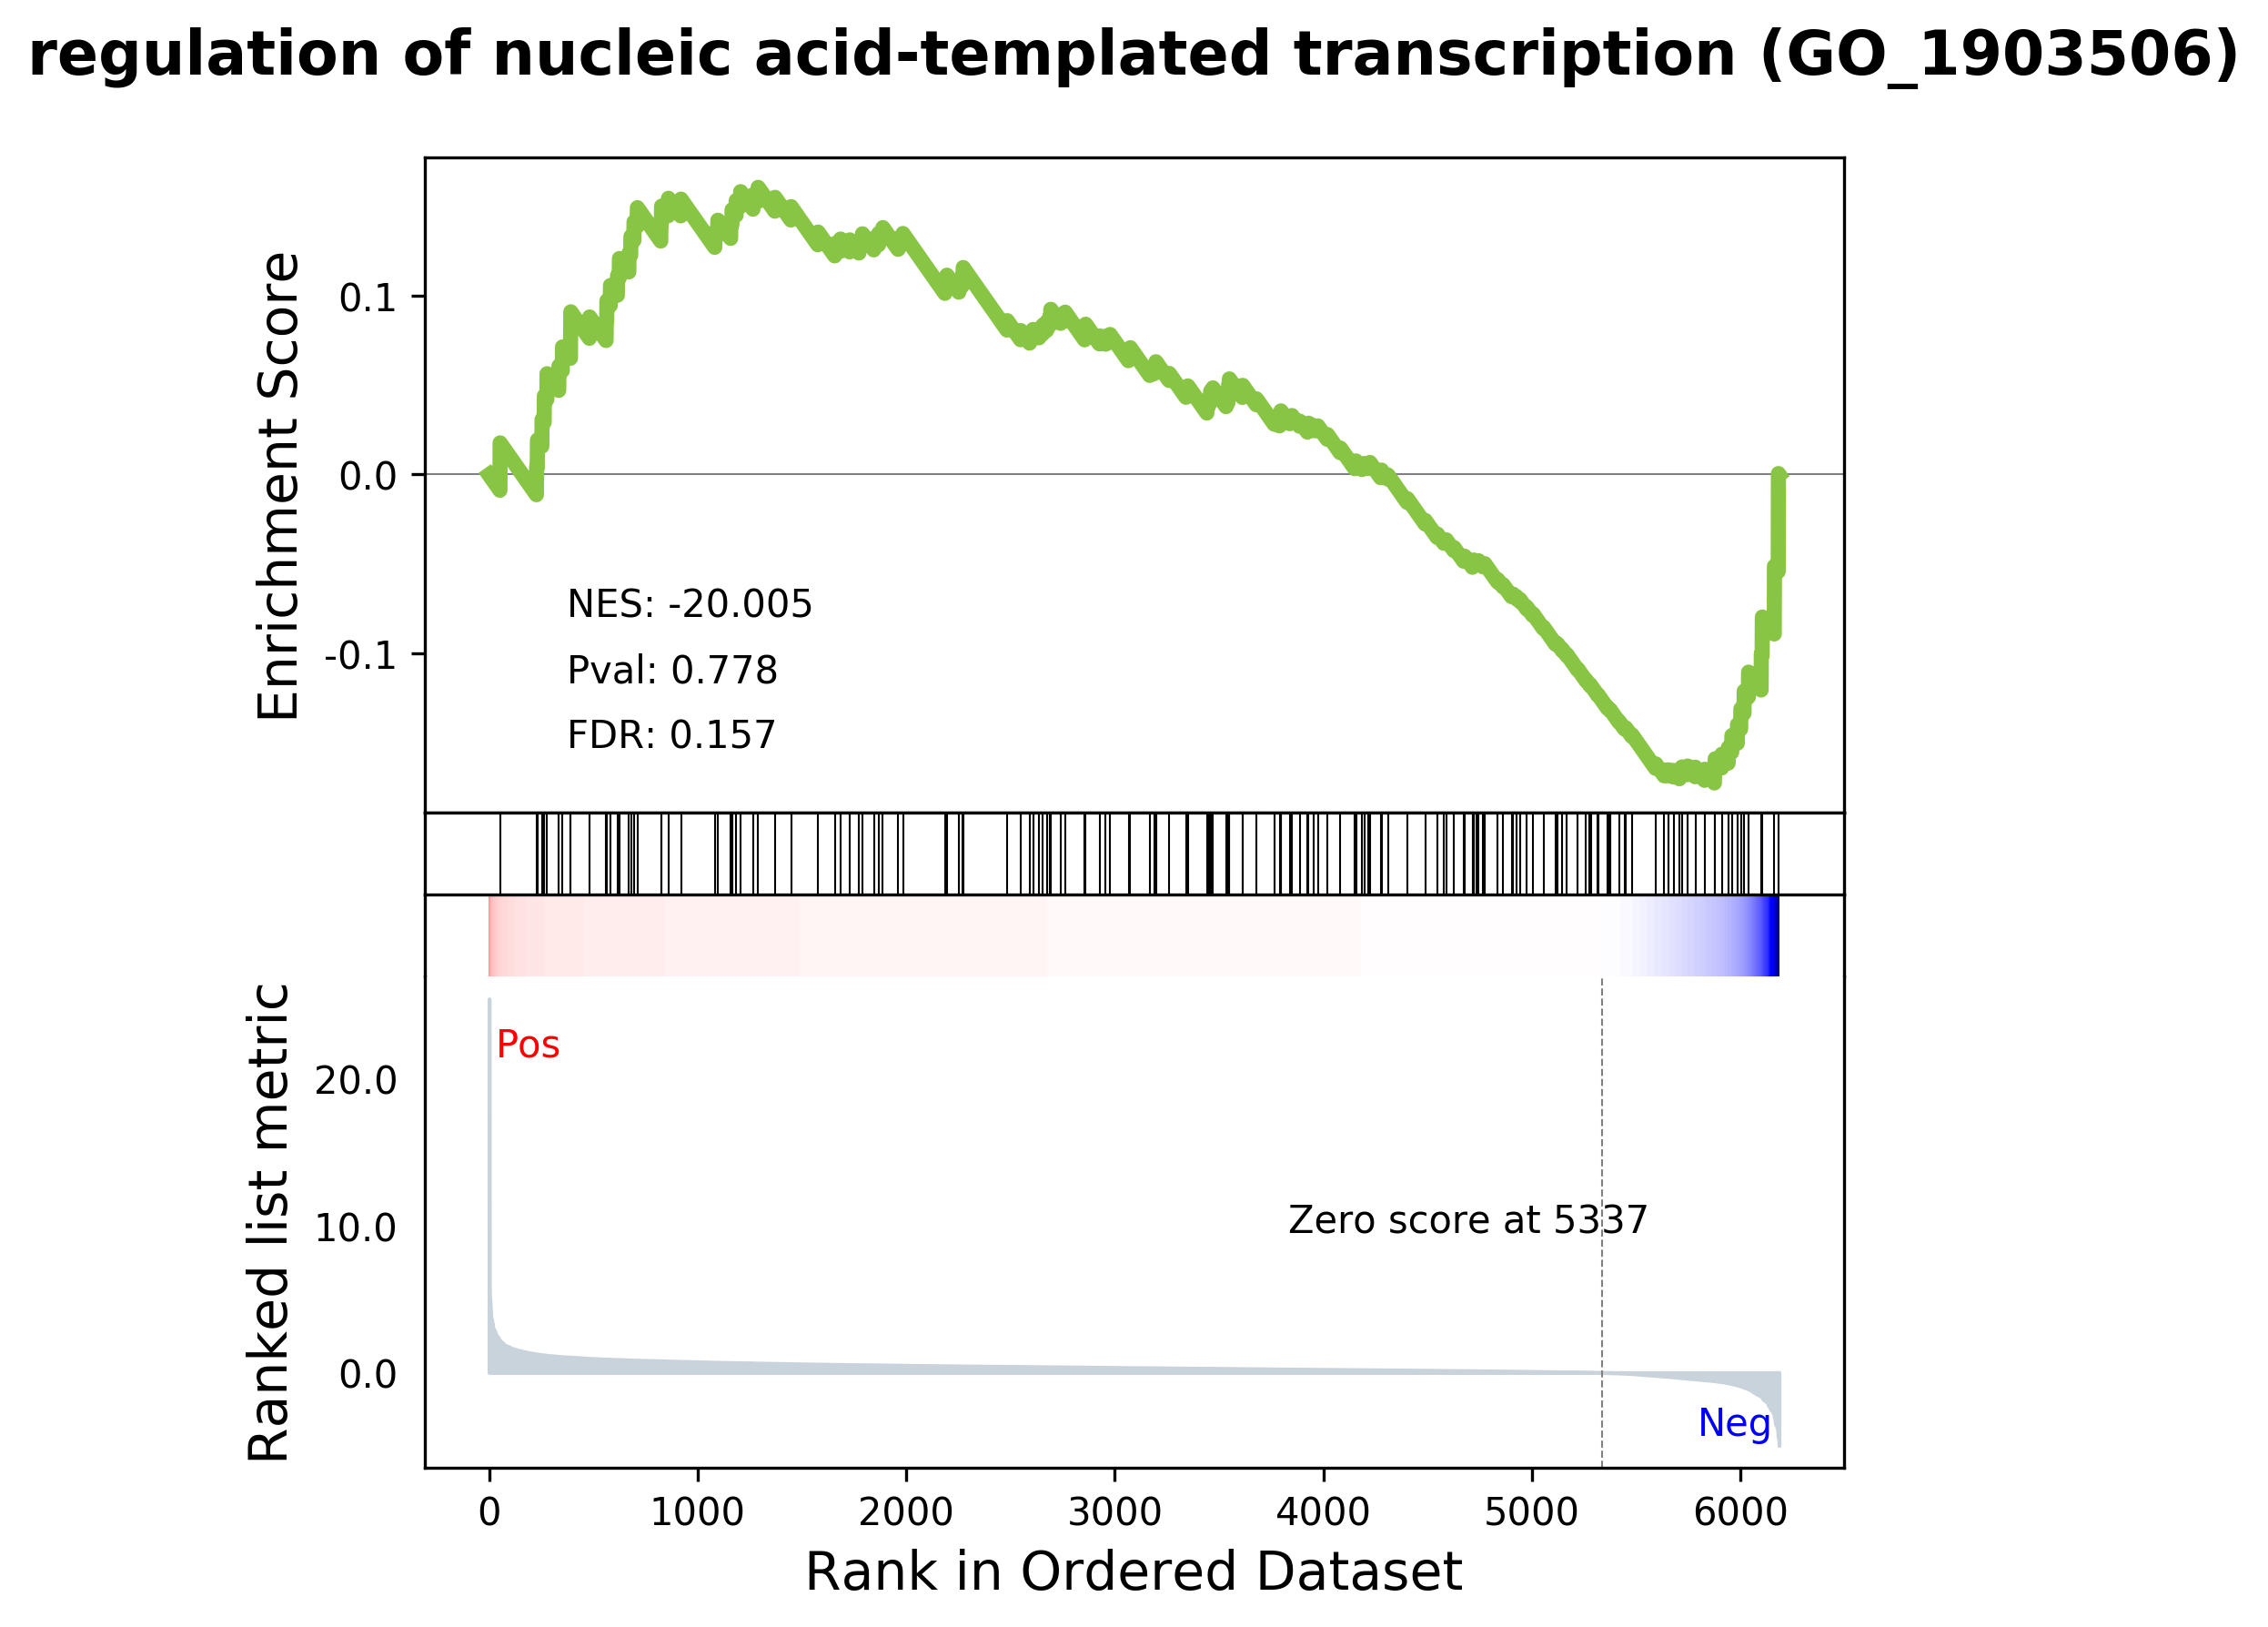 regulation of nucleic acid-templated transcription (GO_1903506)
Enrichment Score
0.1
0.0
-0.1
NES: -20.005
Pval: 0.778
FDR: 0.157
Ranked list metric
Pos
20.0
10.0
0.0
Zero score at 5337
Neg
0 1000 2000 3000 4000 5000 6000
Rank in Ordered Dataset